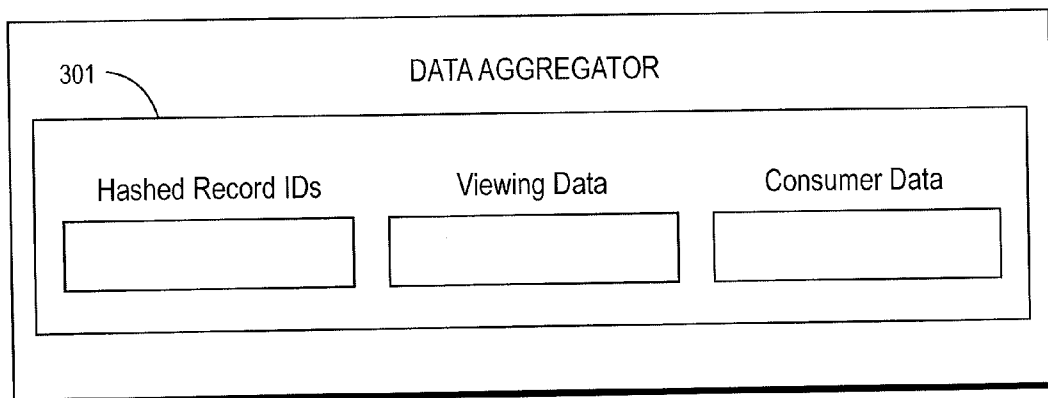 301
DATA AGGREGATOR
Hashed Record IDs
Viewing Data
Consumer Data